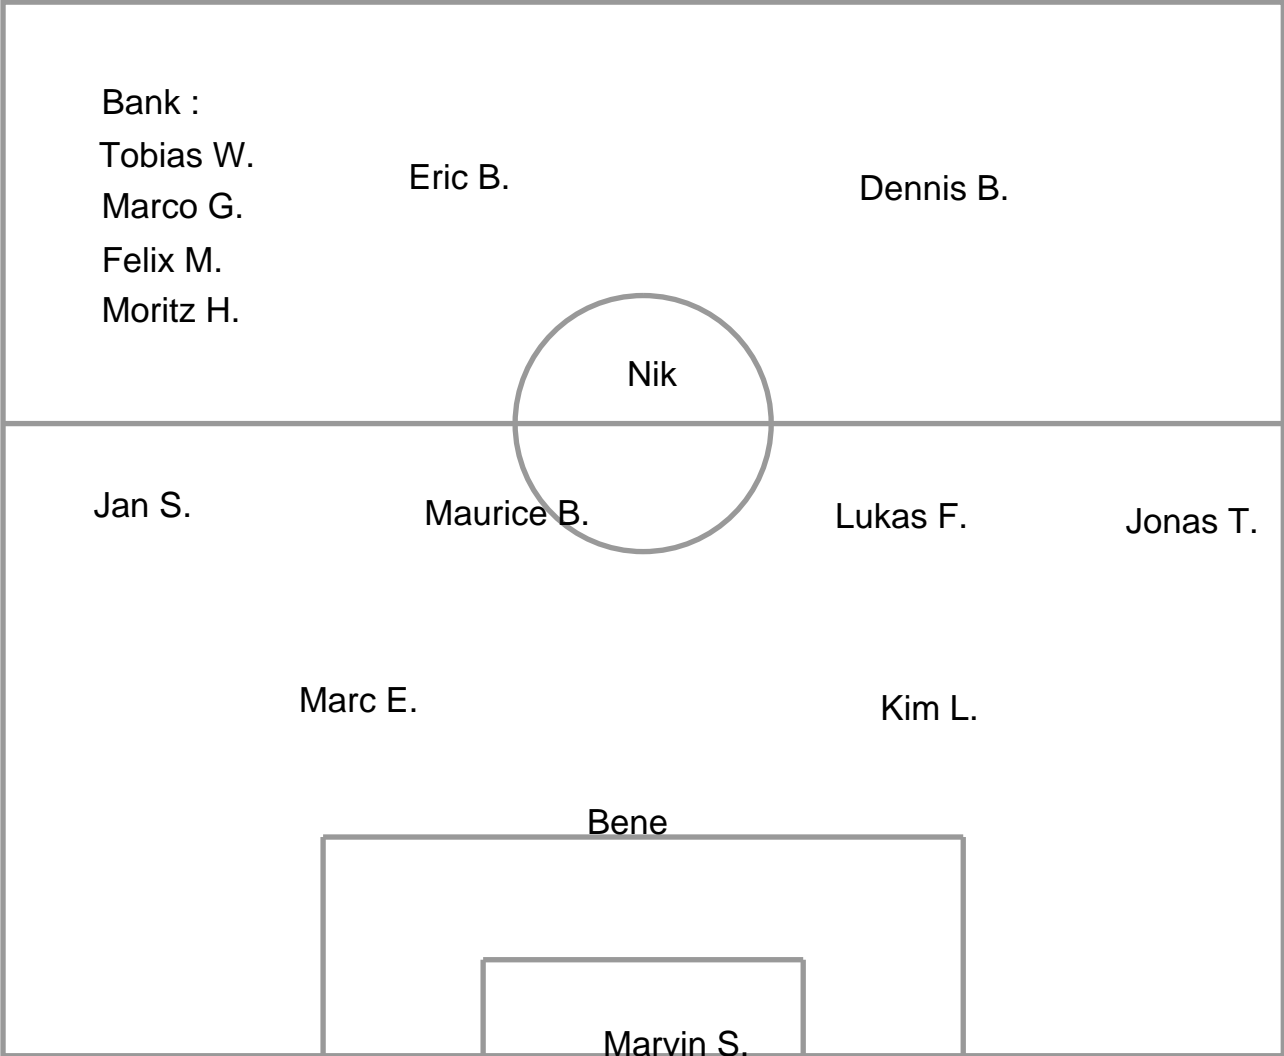 Bank :
Tobias W.
Marco G.
Felix M.
Moritz H.
Eric B.
Dennis B.
Nik
Jan S.
Maurice B.
Lukas F.
Jonas T.
Marc E.
Kim L.
Bene
Marvin S.